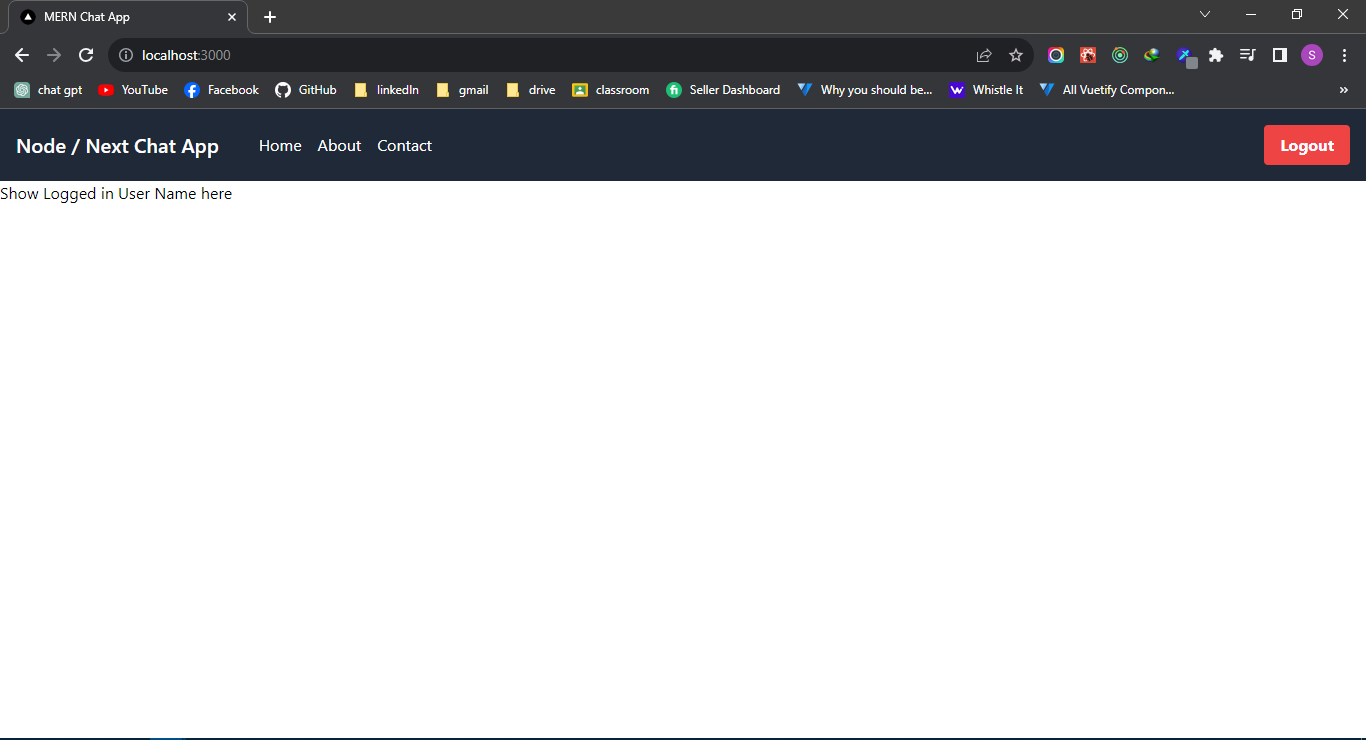 MERN Chat App
localhost:3000
S
chat gpt YouTube Facebook GitHub linkedIn gmail drive classroom Seller Dashboard Why you should be... Whistle It All Vuetify Compon... »
Node / Next Chat App Home About Contact Logout
Show Logged in User Name here